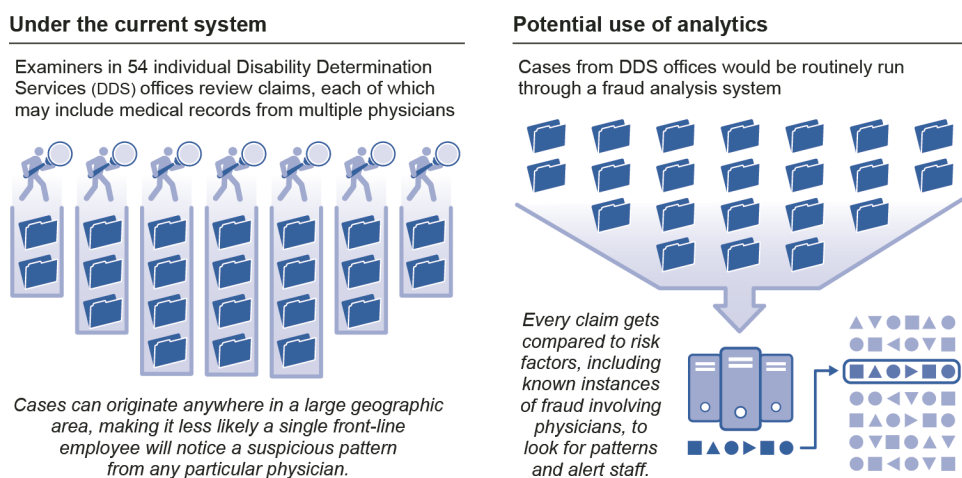 Under the current system
Examiners in 54 individual Disability Determination
Services (DDS) offices review claims, each of which
may include medical records from multiple physicians
Cases can originate anywhere in a large geographic
area, making it less likely a single front-line
employee will notice a suspicious pattern
from any particular physician.
Potential use of analytics
Cases from DDS offices would be routinely run
through a fraud analysis system
Every claim gets
compared to risk
factors, including
known instances
of fraud involving
physicians, to
look for patterns
and alert staff.